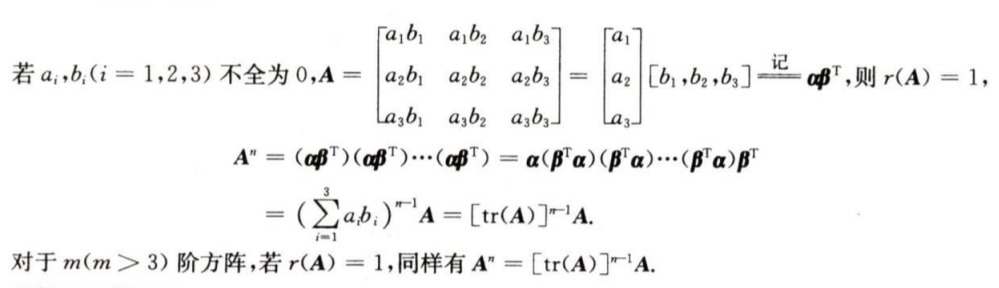 若 aᵢ,bᵢ(i = 1,2,3) 不全为 0,A = [a₁b₁ a₁b₂ a₁b₃; a₂b₁ a₂b₂ a₂b₃; a₃b₁ a₃b₂ a₃b₃] = [a₁; a₂; a₃] [b₁,b₂,b₃] ≝(记) αβᵀ,则 r(A) = 1,
Aⁿ = (αβᵀ)(αβᵀ)⋯(αβᵀ) = α(βᵀα)(βᵀα)⋯(βᵀα)βᵀ
= (∑ᵢ₌₁³ aᵢbᵢ)ⁿ⁻¹A = [tr(A)]ⁿ⁻¹A.
对于 m(m > 3) 阶方阵,若 r(A) = 1,同样有 Aⁿ = [tr(A)]ⁿ⁻¹A.